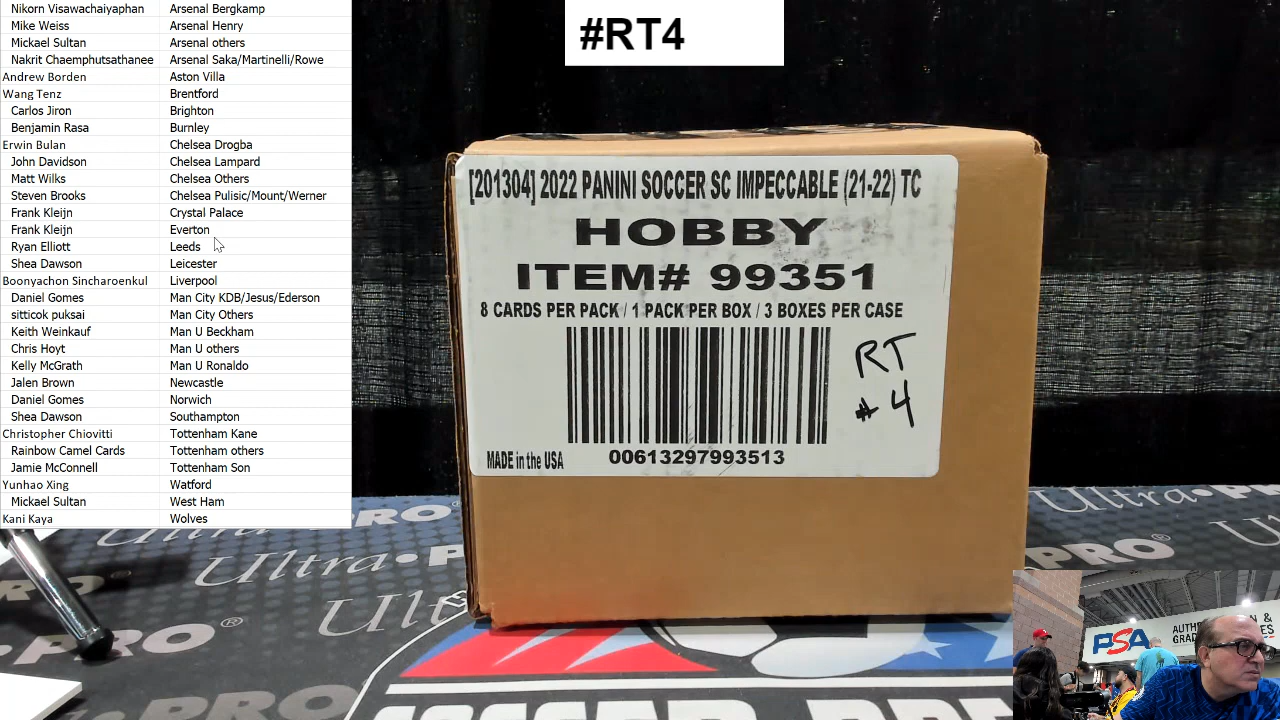 Nikorn Visawachaiyaphan Arsenal Bergkamp
Mike Weiss Arsenal Henry
Mickael Sultan Arsenal others
Nakrit Chaemphutsathanee Arsenal Saka/Martinelli/Rowe
Andrew Borden Aston Villa
Wang Tenz Brentford
Carlos Jiron Brighton
Benjamin Rasa Burnley
Erwin Bulan Chelsea Drogba
John Davidson Chelsea Lampard
Matt Wilks Chelsea Others
Steven Brooks Chelsea Pulisic/Mount/Werner
Frank Kleijn Crystal Palace
Frank Kleijn Everton
Ryan Elliott Leeds
Shea Dawson Leicester
Boonyachon Sincharoenkul Liverpool
Daniel Gomes Man City KDB/Jesus/Ederson
sitticok puksai Man City Others
Keith Weinkauf Man U Beckham
Chris Hoyt Man U others
Kelly McGrath Man U Ronaldo
Jalen Brown Newcastle
Daniel Gomes Norwich
Shea Dawson Southampton
Christopher Chiovitti Tottenham Kane
Rainbow Camel Cards Tottenham others
Jamie McConnell Tottenham Son
Yunhao Xing Watford
Mickael Sultan West Ham
Kani Kaya Wolves
#RT4
[201304] 2022 PANINI SOCCER SC IMPECCABLE (21-22) TC
HOBBY
ITEM# 99351
8 CARDS PER PACK / 1 PACK PER BOX / 3 BOXES PER CASE
RT
#4
MADE in the USA 00613297993513
Ultra PRO
Ultra•PRO
PRO®
PSA